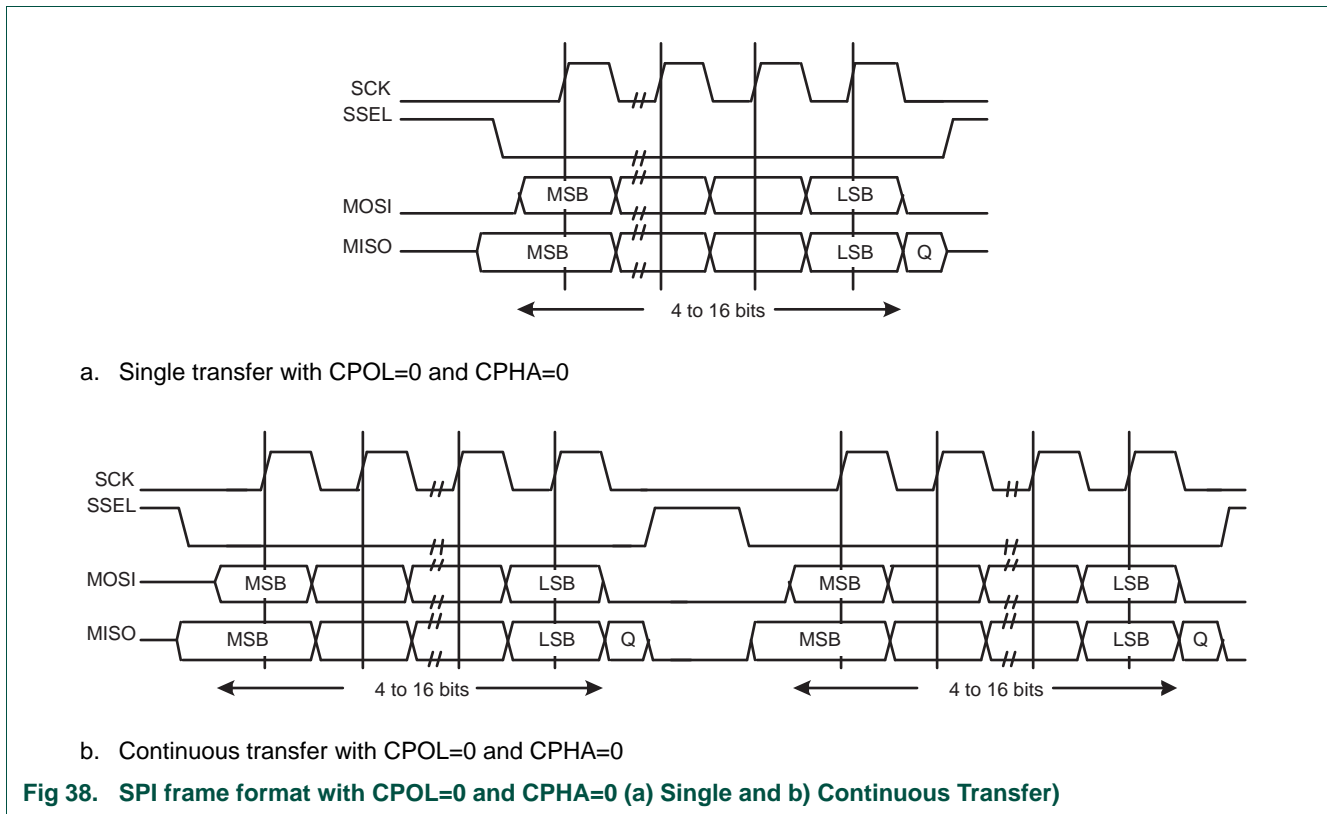 SCK
SSEL
MOSI MSB LSB
MISO MSB LSB Q
4 to 16 bits
a. Single transfer with CPOL=0 and CPHA=0
SCK
SSEL
MOSI MSB LSB MSB LSB
MISO MSB LSB Q MSB LSB Q
4 to 16 bits 4 to 16 bits
b. Continuous transfer with CPOL=0 and CPHA=0
Fig 38. SPI frame format with CPOL=0 and CPHA=0 (a) Single and b) Continuous Transfer)